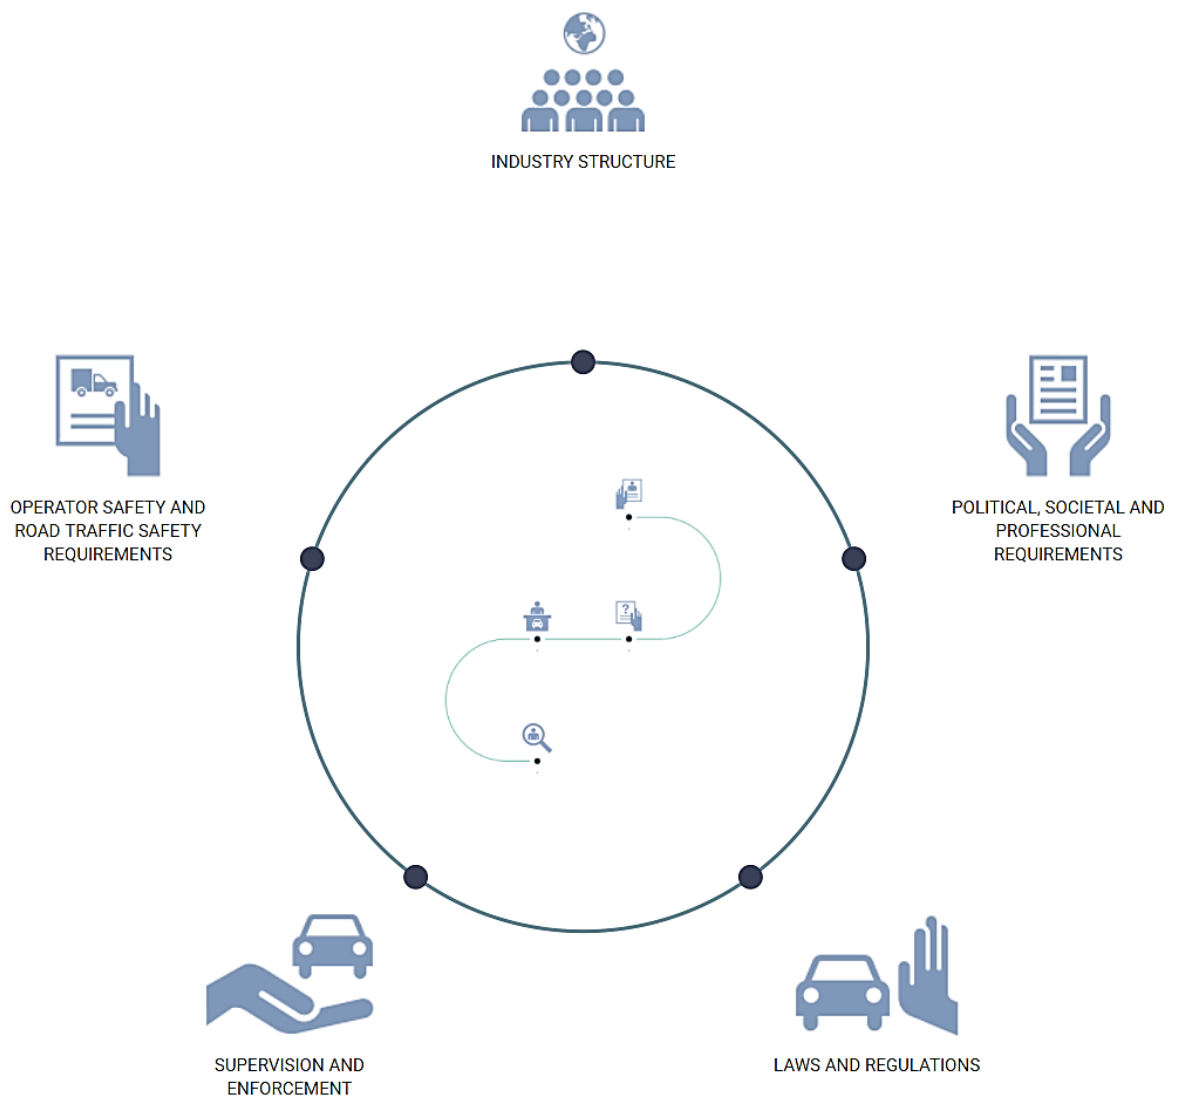 INDUSTRY STRUCTURE
OPERATOR SAFETY AND
ROAD TRAFFIC SAFETY
REQUIREMENTS
POLITICAL, SOCIETAL AND
PROFESSIONAL
REQUIREMENTS
?
SUPERVISION AND
ENFORCEMENT
LAWS AND REGULATIONS